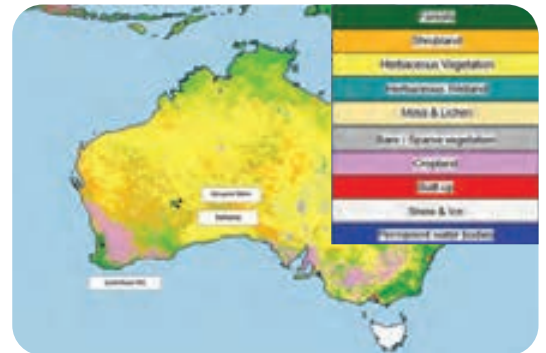 Forests
Shrubland
Herbaceous Vegetation
Herbaceous Wetland
Moss & Lichen
Bare / Sparse vegetation
Cropland
Built up
Snow & Ice
Permanent water bodies